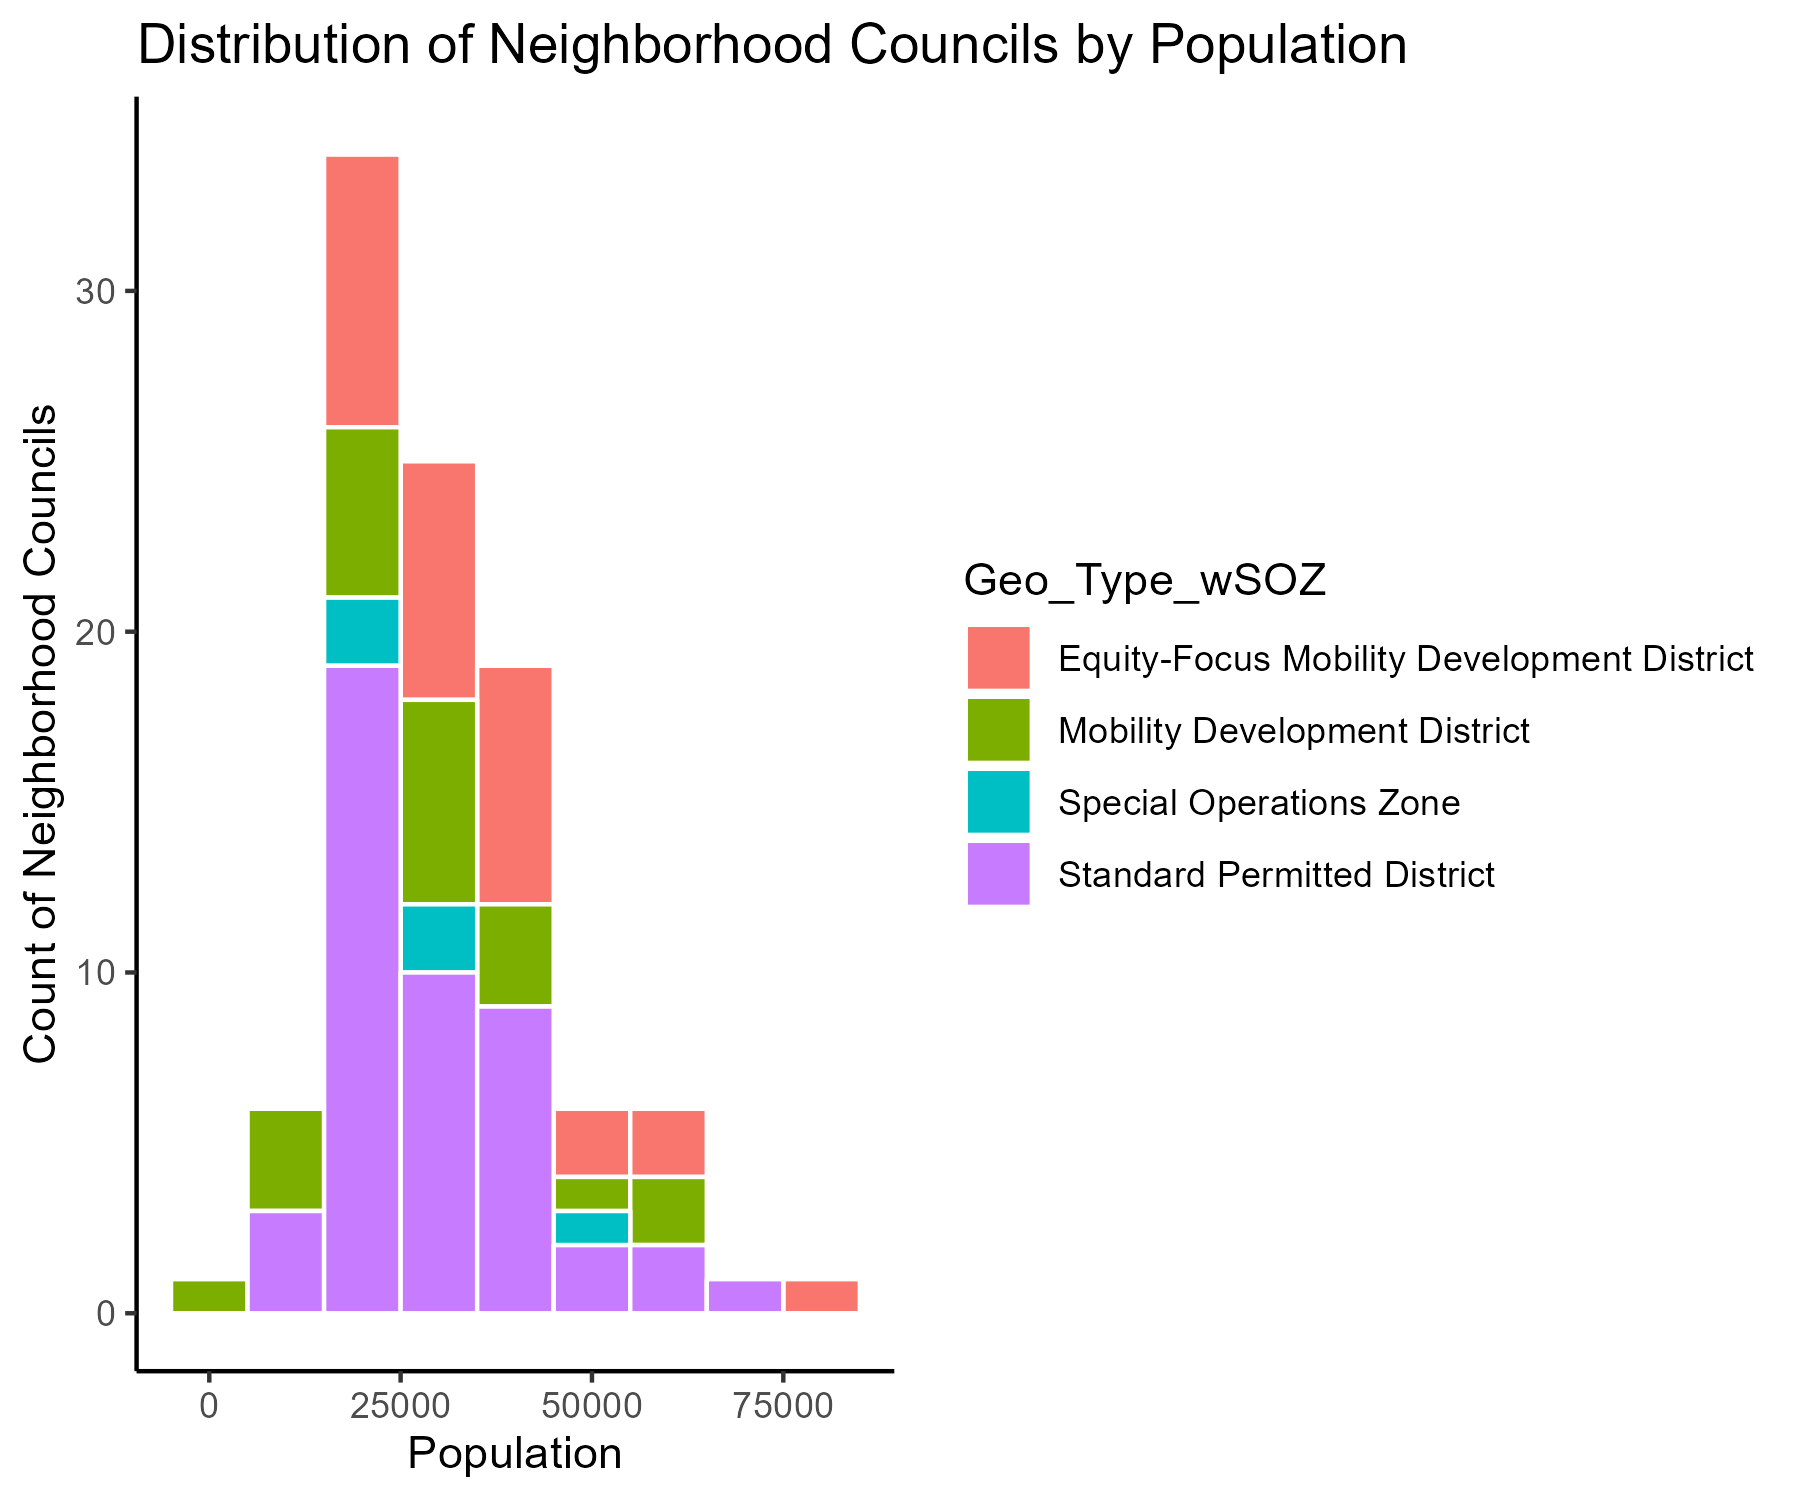 Distribution of Neighborhood Councils by Population
Count of Neighborhood Councils
30
20
10
0
0 25000 50000 75000
Population
Geo_Type_wSOZ
Equity-Focus Mobility Development District
Mobility Development District
Special Operations Zone
Standard Permitted District